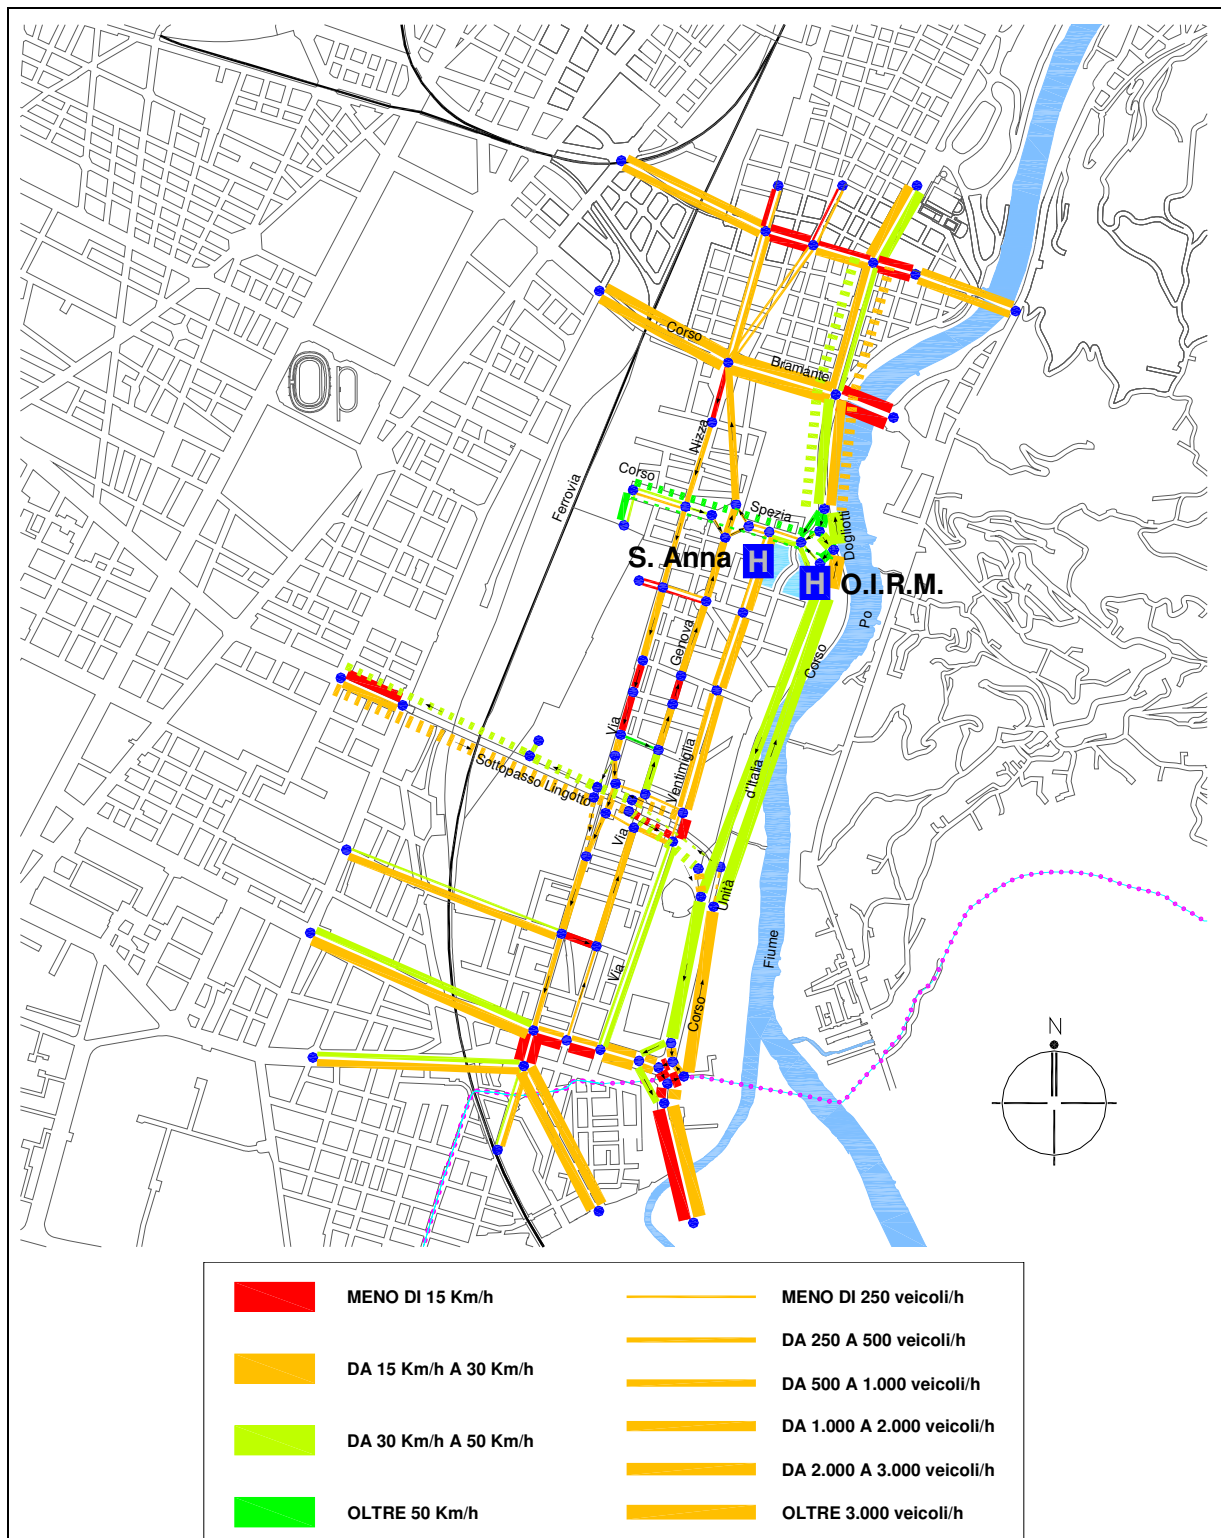 Corso
Bramante
Nizza
Corso
Spezia
Ferrovia
Dogliotti
S. Anna H
H O.I.R.M.
Po
Genova
Corso
Via
Ventimiglia
d'Italia
Sottopasso Lingotto
Via
Unità
Fiume
Via
Corso
N
MENO DI 15 Km/h
DA 15 Km/h A 30 Km/h
DA 30 Km/h A 50 Km/h
OLTRE 50 Km/h
MENO DI 250 veicoli/h
DA 250 A 500 veicoli/h
DA 500 A 1.000 veicoli/h
DA 1.000 A 2.000 veicoli/h
DA 2.000 A 3.000 veicoli/h
OLTRE 3.000 veicoli/h